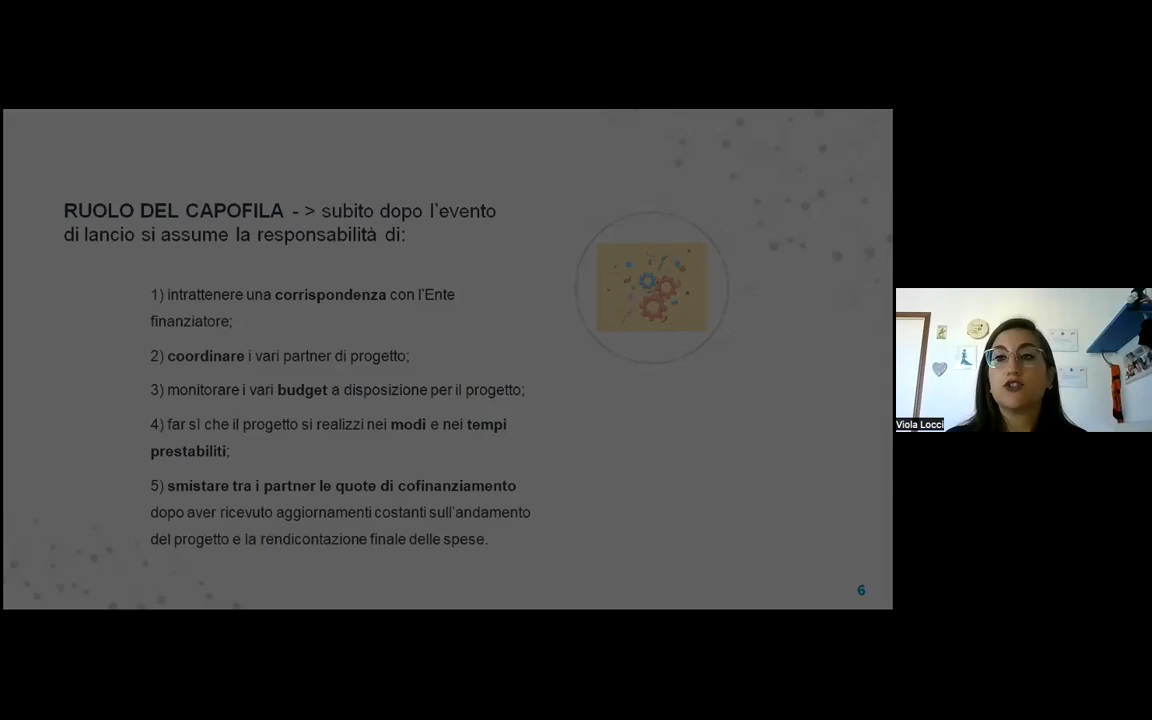 RUOLO DEL CAPOFILA - > subito dopo l'evento
di lancio si assume la responsabilità di:
1) intrattenere una corrispondenza con l'Ente
finanziatore;
2) coordinare i vari partner di progetto;
3) monitorare i vari budget a disposizione per il progetto;
4) far sì che il progetto si realizzi nei modi e nei tempi
prestabiliti;
5) smistare tra i partner le quote di cofinanziamento
dopo aver ricevuto aggiornamenti costanti sull'andamento
del progetto e la rendicontazione finale delle spese.
6
Viola Locci